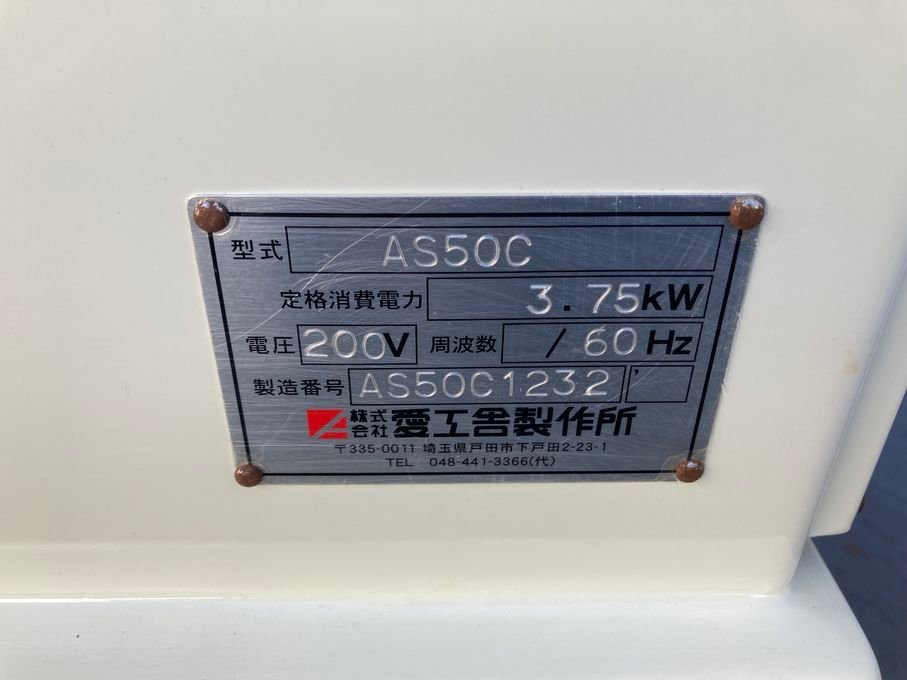 型式 AS50C
定格消費電力 3.75kW
電圧 200V 周波数 / 60 Hz
製造番号 AS50C1232 '
株式会社 愛工舎製作所
〒335-0011 埼玉県戸田市下戸田2-23-1
TEL 048-441-3366(代)